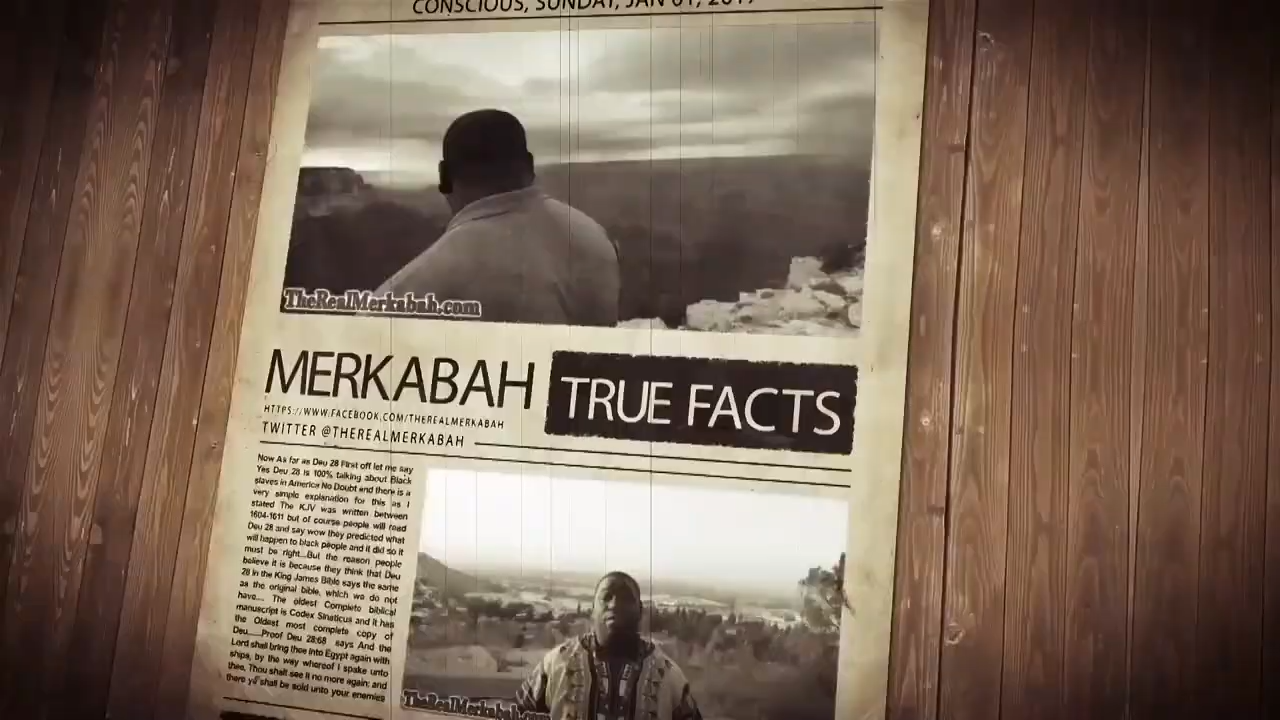 CONSCIOUS, SUNDAY, JAN 01, 2017
TheRealMerkabah.com
MERKABAH
TRUE FACTS
HTTPS://WWW.FACEBOOK.COM/THEREALMERKABAH
TWITTER @THEREALMERKABAH
Now As far as Deu 28 First off let me say
Yes Deu 28 is 100% talking about Black
slaves in America No Doubt and there is a
very simple explanation for this as I
stated The KJV was written between
1604-1611 but of course people will read
Deu 28 and say wow they predicted what
will happen to black people and it did so it
must be right...But the reason people
believe it is because they think that Deu
28 in the King James Bible says the same
as the original bible, which we do not
have.... The oldest Complete biblical
manuscript is Codex Sinaticus and it has
the Oldest most complete copy of
Deu......Proof Deu 28:68 says And the
Lord shall bring thee into Egypt again with
ships, by the way whereof I spake unto
thee, Thou shalt see it no more again: and
there ye shall be sold unto your enemies
TheRealMerkabah.com